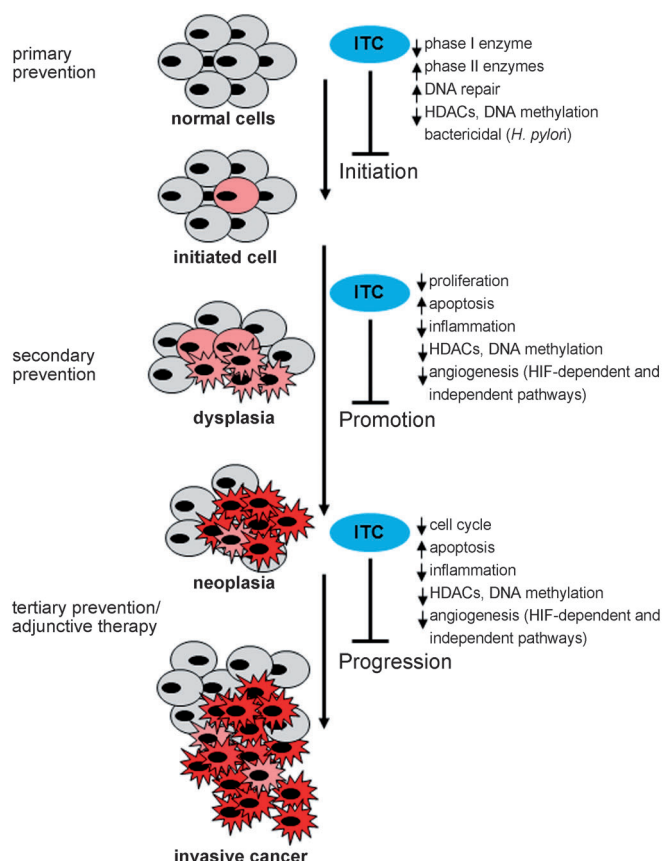 primary
prevention
normal cells
ITC
phase I enzyme
phase II enzymes
DNA repair
HDACs, DNA methylation
bactericidal (H. pylori)
Initiation
initiated cell
secondary
prevention
dysplasia
ITC
proliferation
apoptosis
inflammation
HDACs, DNA methylation
angiogenesis (HIF-dependent and
independent pathways)
Promotion
neoplasia
ITC
cell cycle
apoptosis
inflammation
HDACs, DNA methylation
angiogenesis (HIF-dependent and
independent pathways)
Progression
tertiary prevention/
adjunctive therapy
invasive cancer